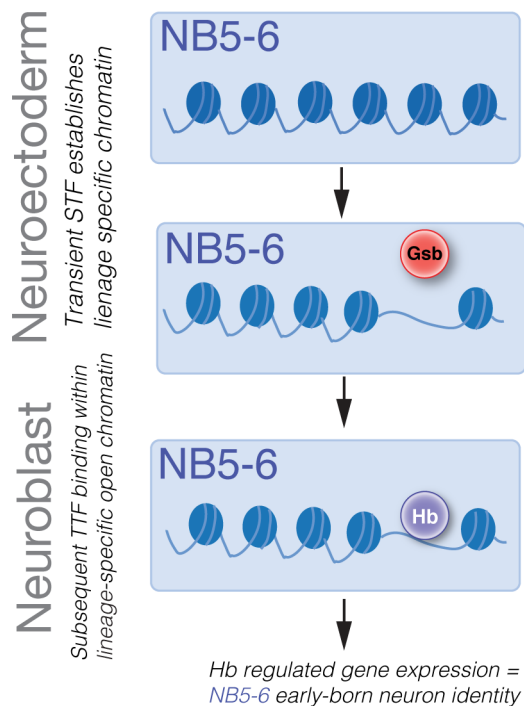 Neuroectoderm
Transient STF establishes
lienage specific chromatin
NB5-6
NB5-6
Gsb
Neuroblast
Subsequent TTF binding within
lineage-specific open chromatin
NB5-6
Hb
Hb regulated gene expression =
NB5-6 early-born neuron identity